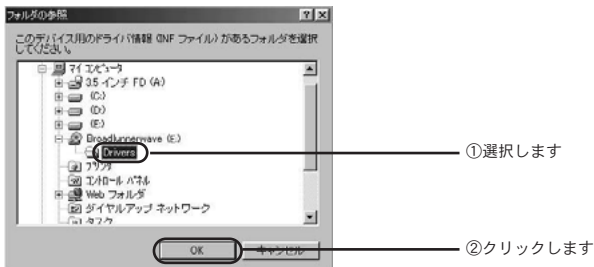 フォルダの参照
このデバイス用のドライバ情報 (INF ファイル) があるフォルダを選択
してください。
マイ コンピュータ
3.5 インチ FD (A:)
(C:)
(D:)
(E:)
Broadlunnerwave (E:)
Drivers
①選択します
プリンタ
コントロール パネル
Web フォルダ
ダイヤルアップ ネットワーク
タスク
OK
キャンセル
②クリックします